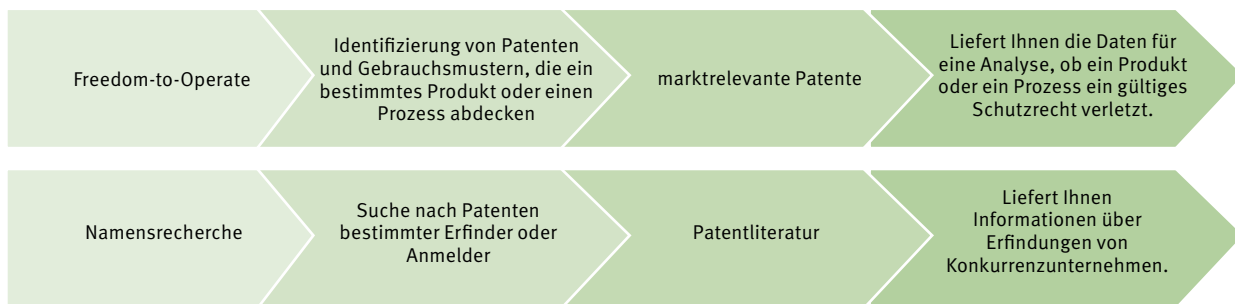 Freedom-to-Operate
Identifizierung von Patenten
und Gebrauchsmustern, die ein
bestimmtes Produkt oder einen
Prozess abdecken
marktrelevante Patente
Liefert Ihnen die Daten für
eine Analyse, ob ein Produkt
oder ein Prozess ein gültiges
Schutzrecht verletzt.
Namensrecherche
Suche nach Patenten
bestimmter Erfinder oder
Anmelder
Patentliteratur
Liefert Ihnen
Informationen über
Erfindungen von
Konkurrenzunternehmen.